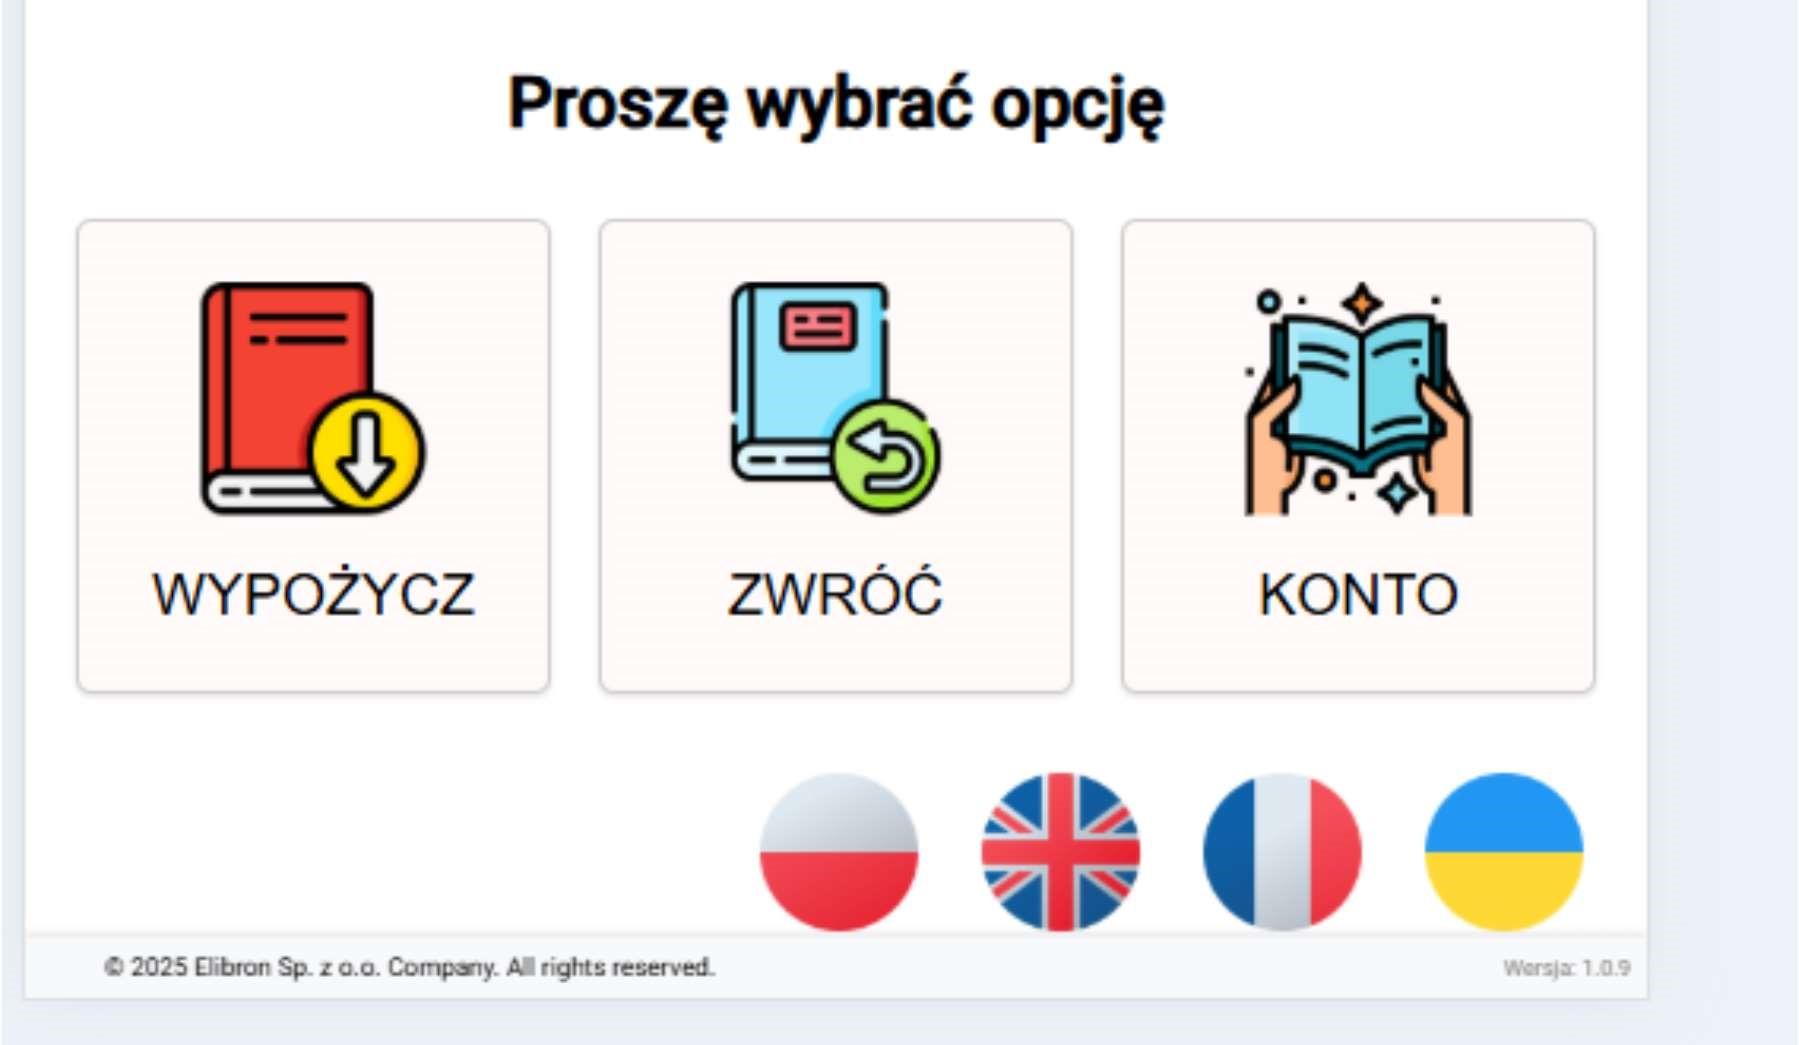 Proszę wybrać opcję
WYPOŻYCZ
ZWRÓĆ
KONTO
© 2025 Elibron Sp. z o.o. Company. All rights reserved.
Wersja: 1.0.9